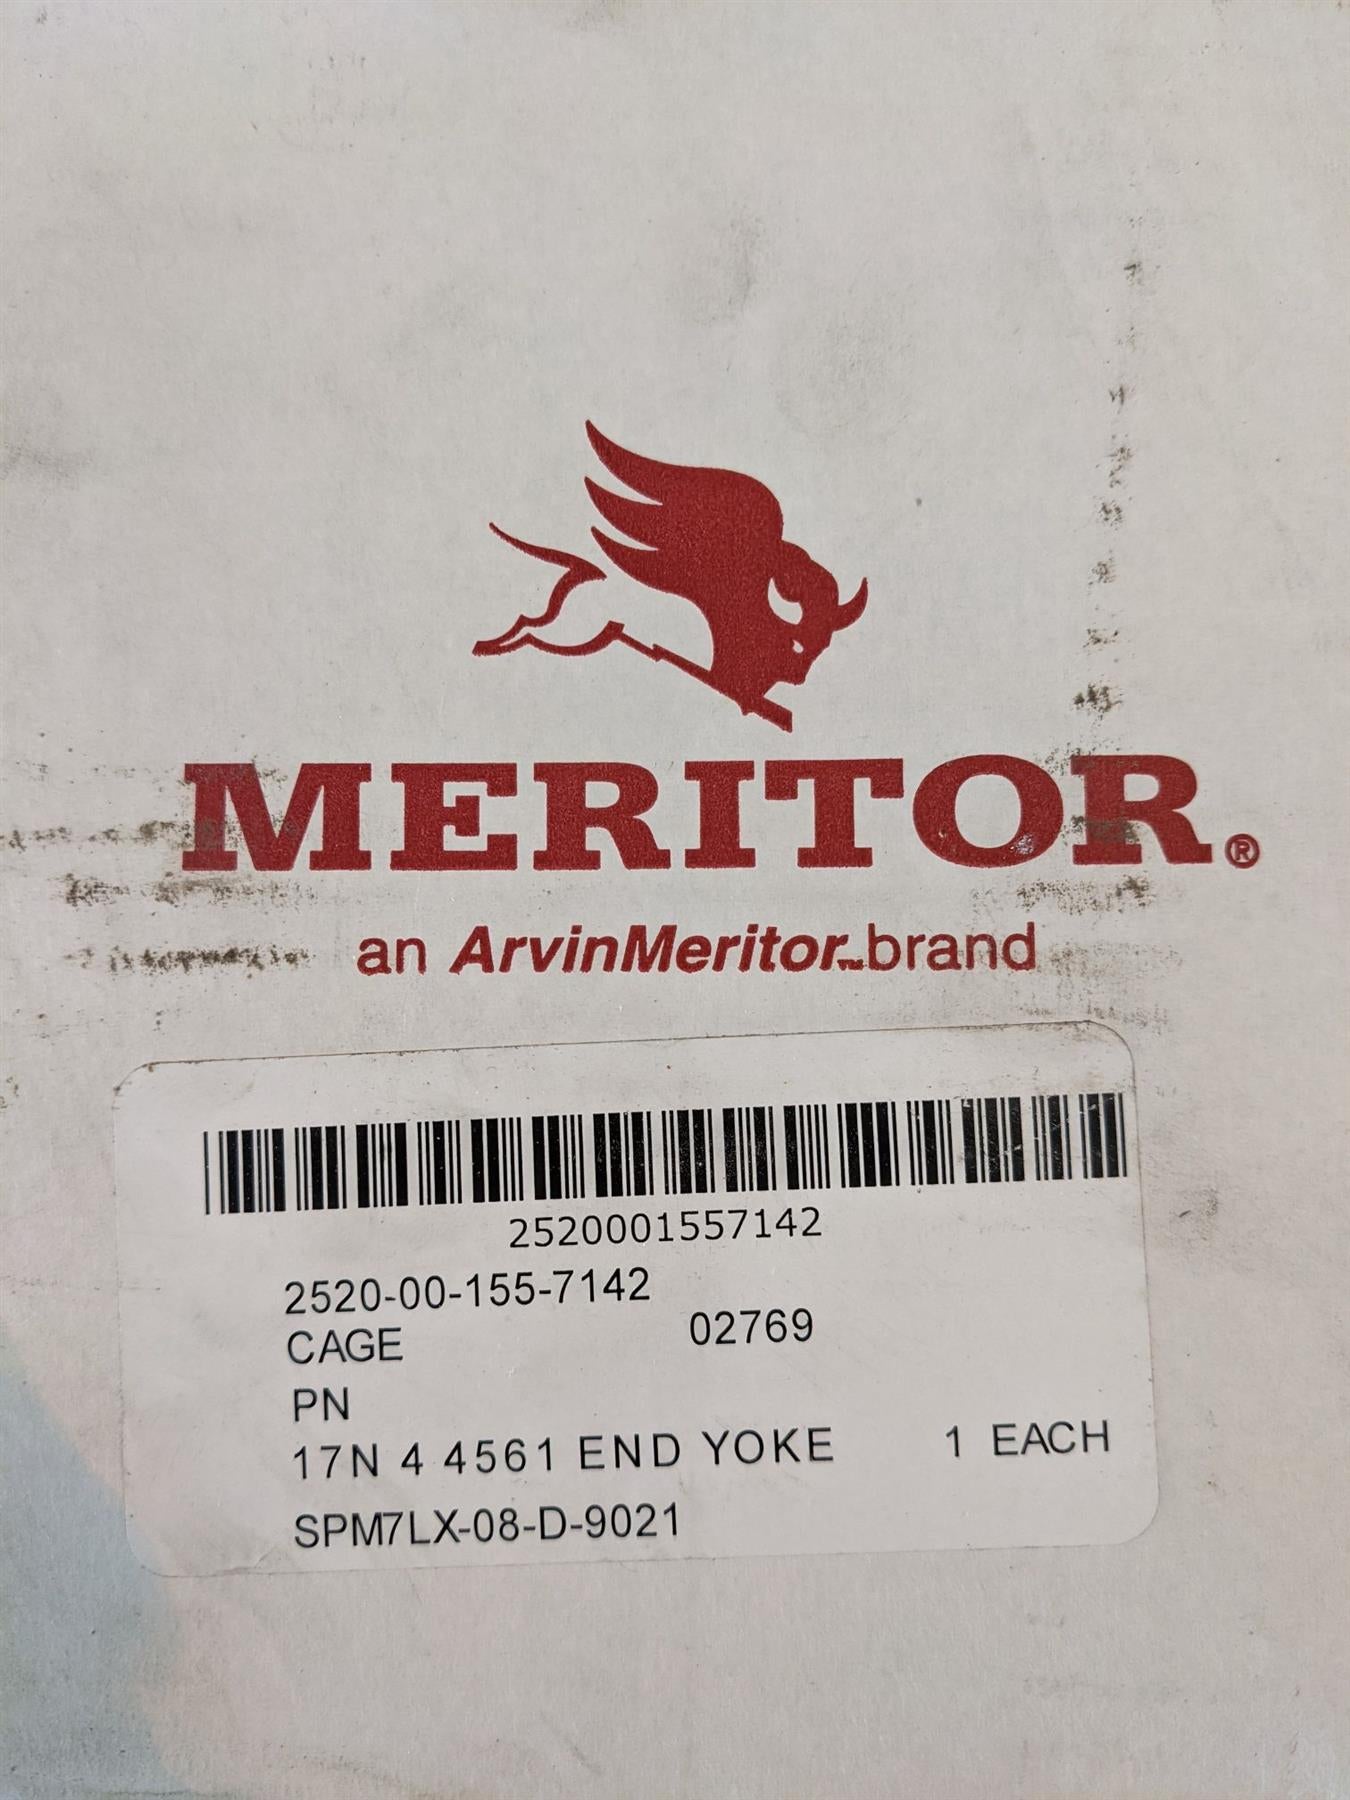 MERITOR®
an ArvinMeritor™ brand
2520001557142
2520-00-155-7142
CAGE 02769
PN
17N 4 4561 END YOKE 1 EACH
SPM7LX-08-D-9021